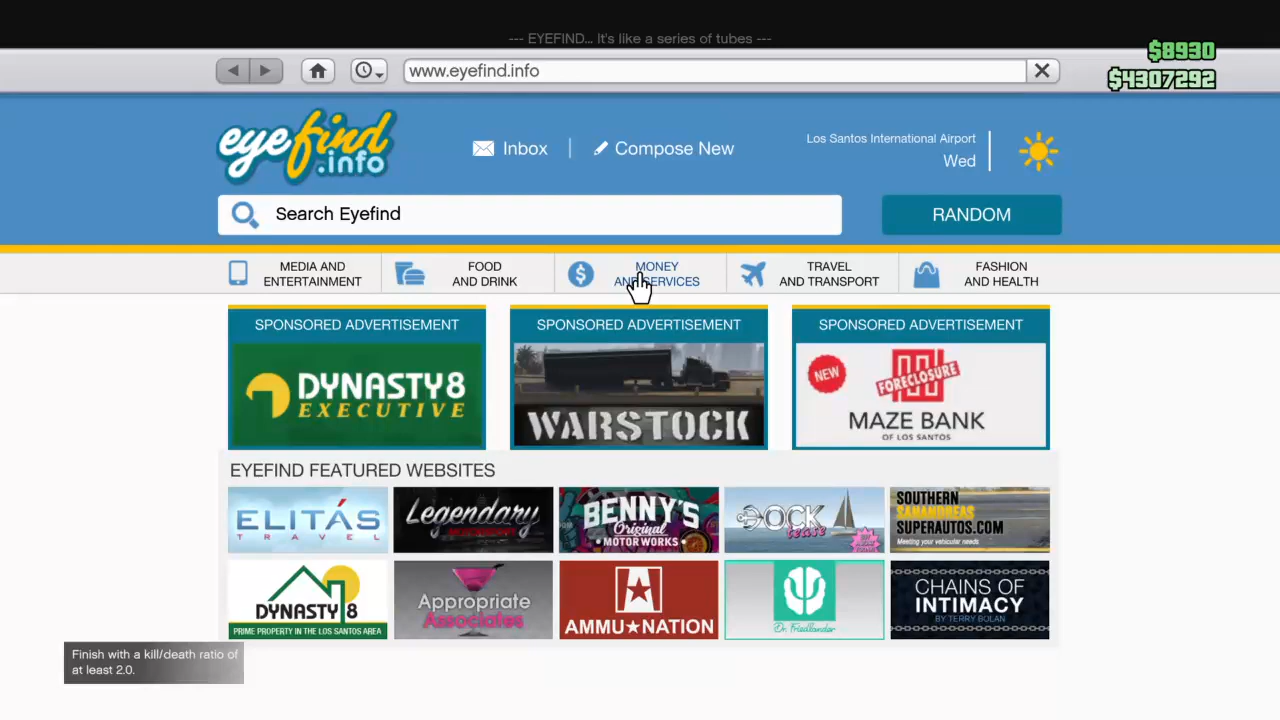 --- EYEFIND... It's like a series of tubes ---
$8930
www.eyefind.info
$4307292
eyefind
.info
Inbox
Compose New
Los Santos International Airport
Wed
Search Eyefind
RANDOM
MEDIA AND
ENTERTAINMENT
FOOD
AND DRINK
MONEY
AND SERVICES
TRAVEL
AND TRANSPORT
FASHION
AND HEALTH
SPONSORED ADVERTISEMENT
DYNASTY8
EXECUTIVE
SPONSORED ADVERTISEMENT
WARSTOCK
SPONSORED ADVERTISEMENT
NEW
FORECLOSURE
MAZE BANK
OF LOS SANTOS
EYEFIND FEATURED WEBSITES
ELITÁS
TRAVEL
Legendary
BENNY'S
Original
MOTOR WORKS
DOCK
tease
SOUTHERN
SANANDREAS
SUPERAUTOS.COM
Meeting your vehicular needs
DYNASTY 8
PRIME PROPERTY IN THE LOS SANTOS AREA
Appropriate
Associates
AMMU★NATION
Dr. Friedlander
CHAINS OF
INTIMACY
BY TERRY BOLAN
Finish with a kill/death ratio of
at least 2.0.